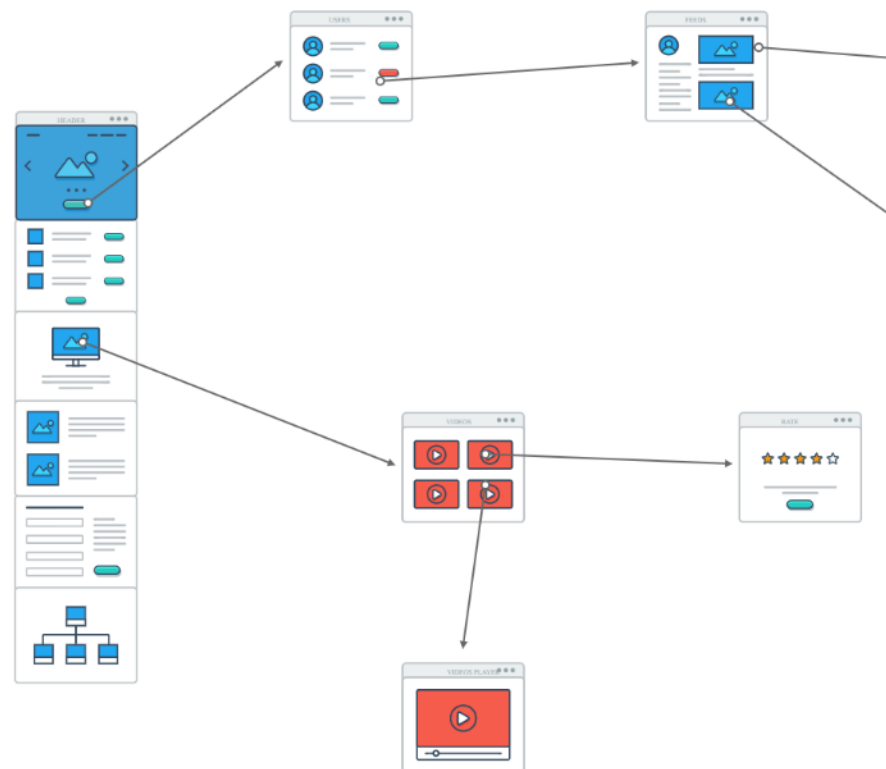 USERS
FEEDS
HEADER
VIDEOS
RATE
VIDEOS PLAYER